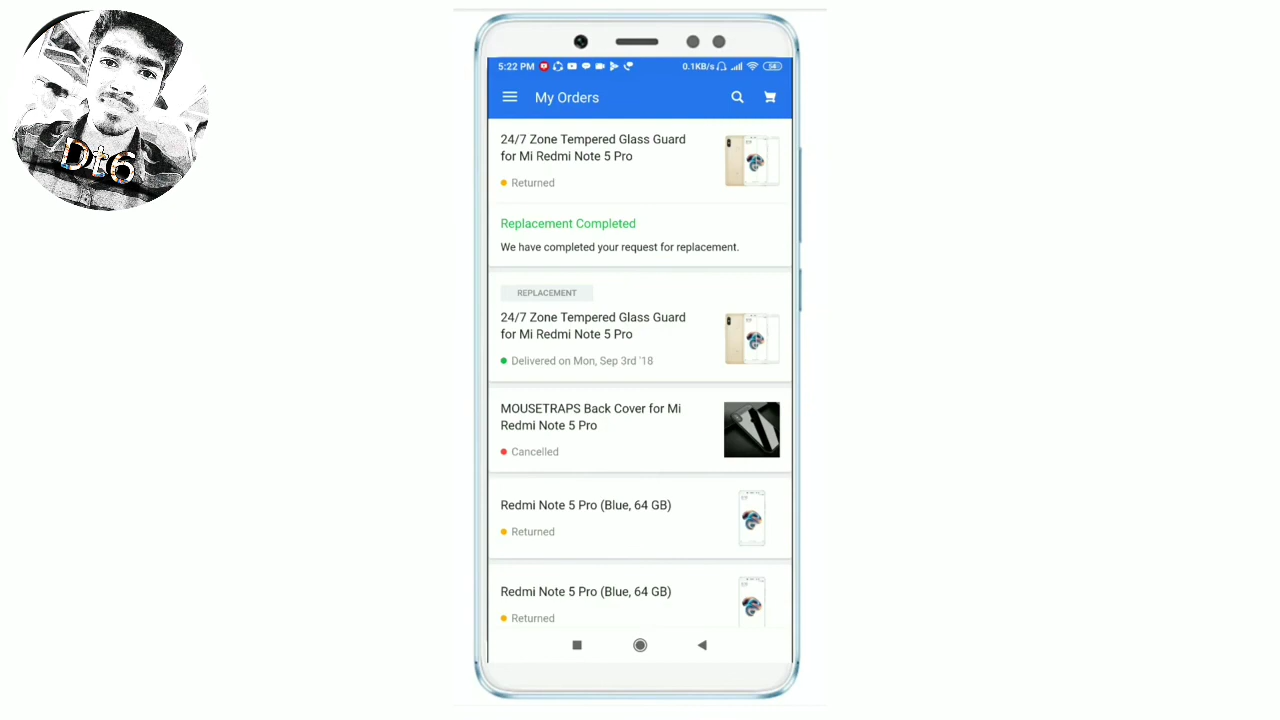 Dt6
5:22 PM
0.1KB/s
54
My Orders
24/7 Zone Tempered Glass Guard
for Mi Redmi Note 5 Pro
Returned
Replacement Completed
We have completed your request for replacement.
REPLACEMENT
24/7 Zone Tempered Glass Guard
for Mi Redmi Note 5 Pro
Delivered on Mon, Sep 3rd '18
MOUSETRAPS Back Cover for Mi
Redmi Note 5 Pro
Cancelled
Redmi Note 5 Pro (Blue, 64 GB)
Returned
Redmi Note 5 Pro (Blue, 64 GB)
Returned